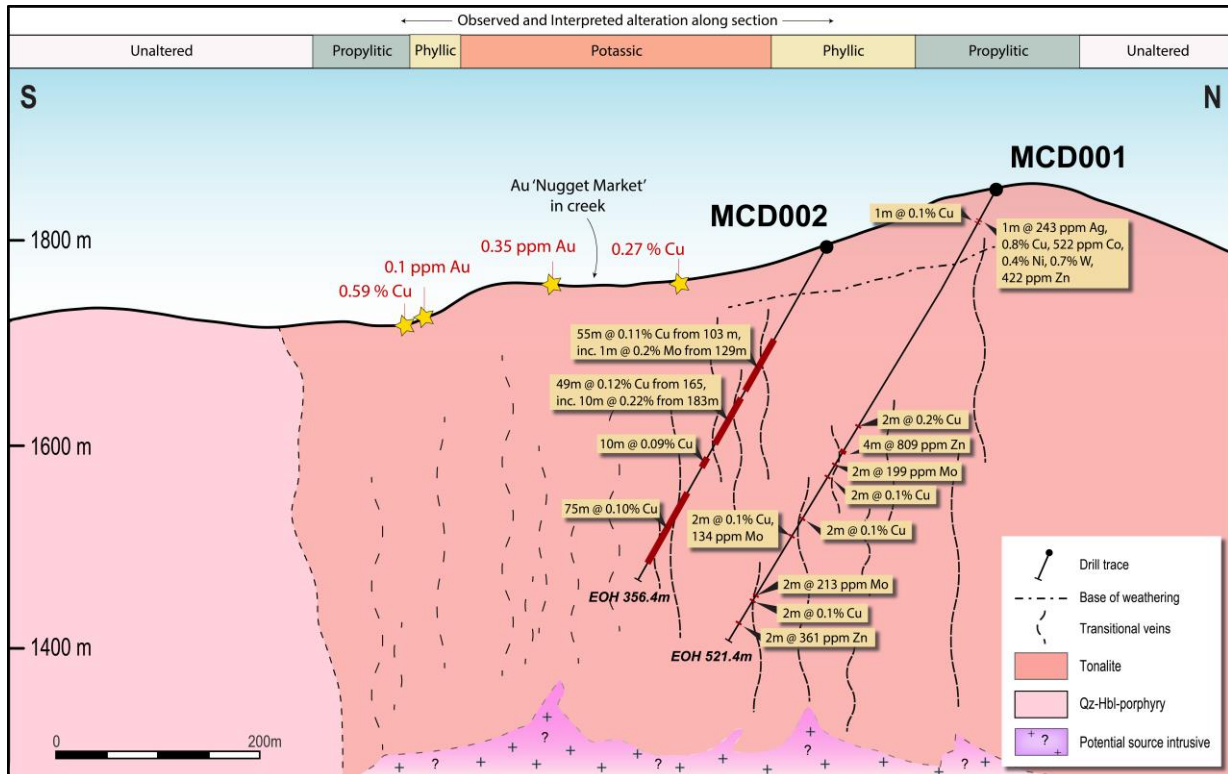 Observed and Interpreted alteration along section
Unaltered
Propylitic
Phyllic
Potassic
Phyllic
Propylitic
Unaltered
S
N
MCD001
MCD002
Au 'Nugget Market'
in creek
1m @ 0.1% Cu
1m @ 243 ppm Ag,
0.8% Cu, 522 ppm Co,
0.4% Ni, 0.7% W,
422 ppm Zn
1800 m
0.35 ppm Au
0.27 % Cu
0.1 ppm Au
0.59 % Cu
55m @ 0.11% Cu from 103 m,
inc. 1m @ 0.2% Mo from 129m
49m @ 0.12% Cu from 165,
inc. 10m @ 0.22% from 183m
10m @ 0.09% Cu
75m @ 0.10% Cu
EOH 356.4m
1600 m
2m @ 0.2% Cu
4m @ 809 ppm Zn
2m @ 199 ppm Mo
2m @ 0.1% Cu
2m @ 0.1% Cu
2m @ 0.1% Cu,
134 ppm Mo
2m @ 213 ppm Mo
2m @ 0.1% Cu
2m @ 361 ppm Zn
EOH 521.4m
1400 m
Drill trace
Base of weathering
Transitional veins
Tonalite
Qz-Hbl-porphyry
? Potential source intrusive
? ? ? ? ? ?
0 200m